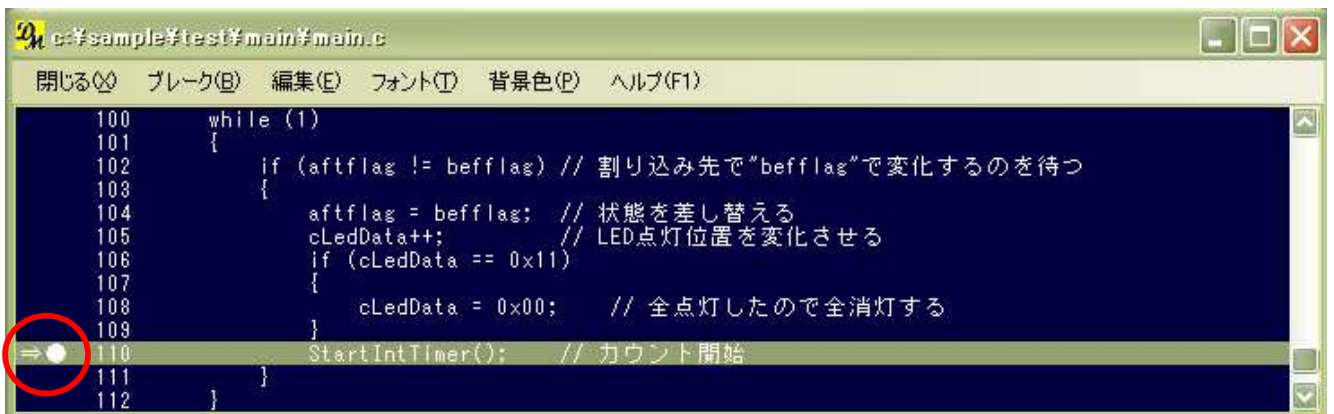 DM c:¥sample¥test¥main¥main.c
閉じる(X) ブレーク(B) 編集(E) フォント(T) 背景色(P) ヘルプ(F1)
100 while (1)
101 {
102 if (aftflag != befflag) // 割り込み先で"befflag"で変化するのを待つ
103 {
104 aftflag = befflag; // 状態を差し替える
105 cLedData++; // LED点灯位置を変化させる
106 if (cLedData == 0x11)
107 {
108 cLedData = 0x00; // 全点灯したので全消灯する
109 }
⇒● 110 StartIntTimer(); // カウント開始
111 }
112 }